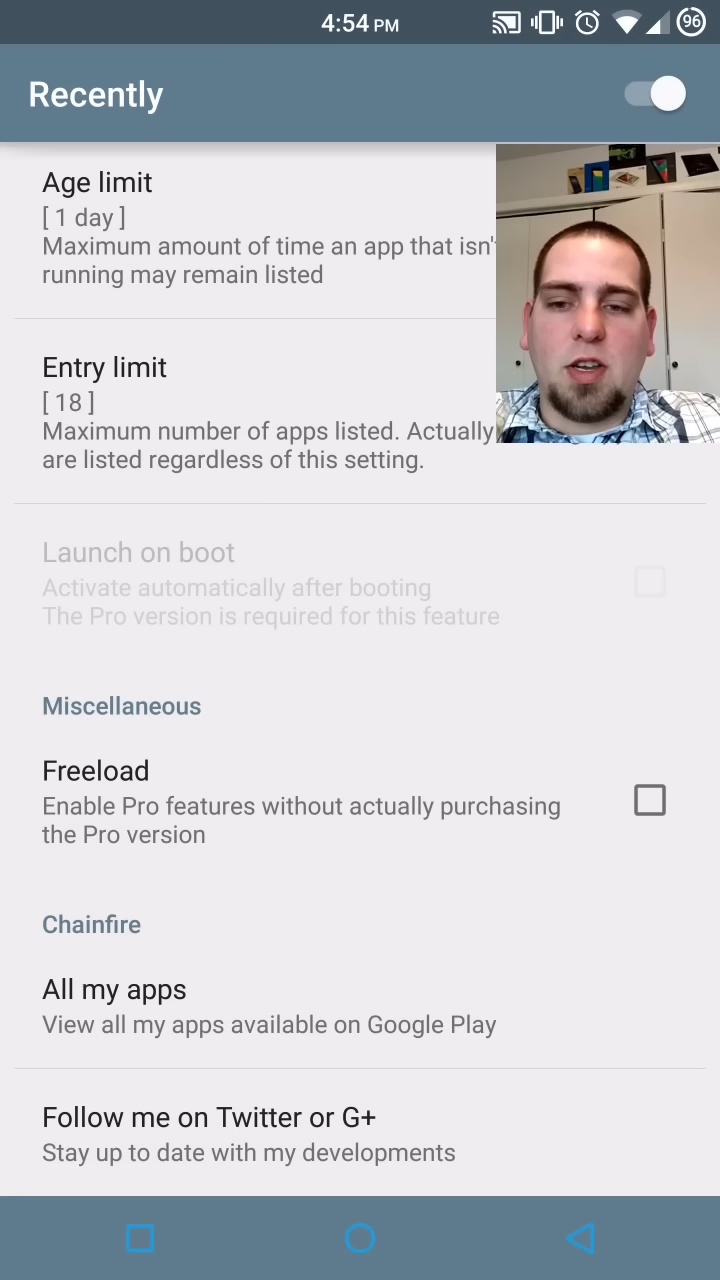 4:54 PM
96
Recently
Age limit
[ 1 day ]
Maximum amount of time an app that isn'
running may remain listed
Entry limit
[ 18 ]
Maximum number of apps listed. Actually
are listed regardless of this setting.
Launch on boot
Activate automatically after booting
The Pro version is required for this feature
Miscellaneous
Freeload
Enable Pro features without actually purchasing
the Pro version
Chainfire
All my apps
View all my apps available on Google Play
Follow me on Twitter or G+
Stay up to date with my developments